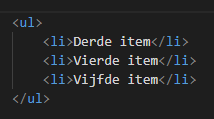 <ul>
    <li>Derde item</li>
    <li>Vierde item</li>
    <li>Vijfde item</li>
</ul>